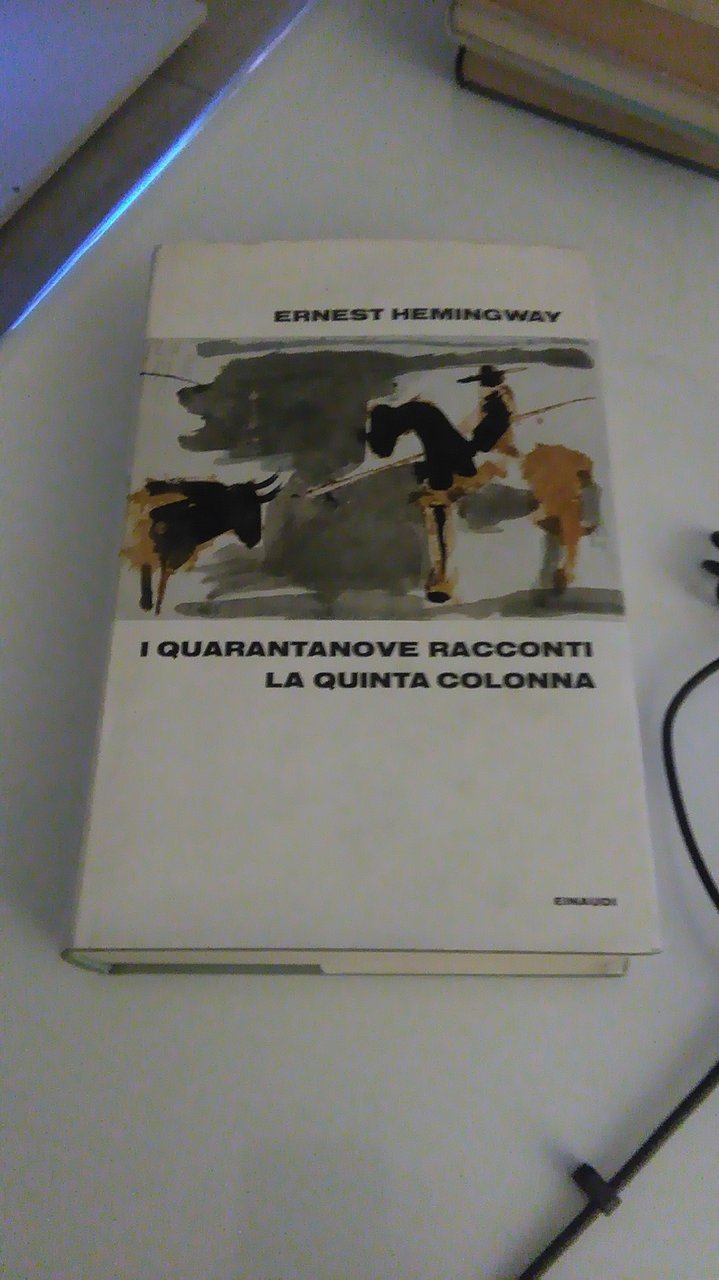 ERNEST HEMINGWAY
I QUARANTANOVE RACCONTI
LA QUINTA COLONNA
EINAUDI